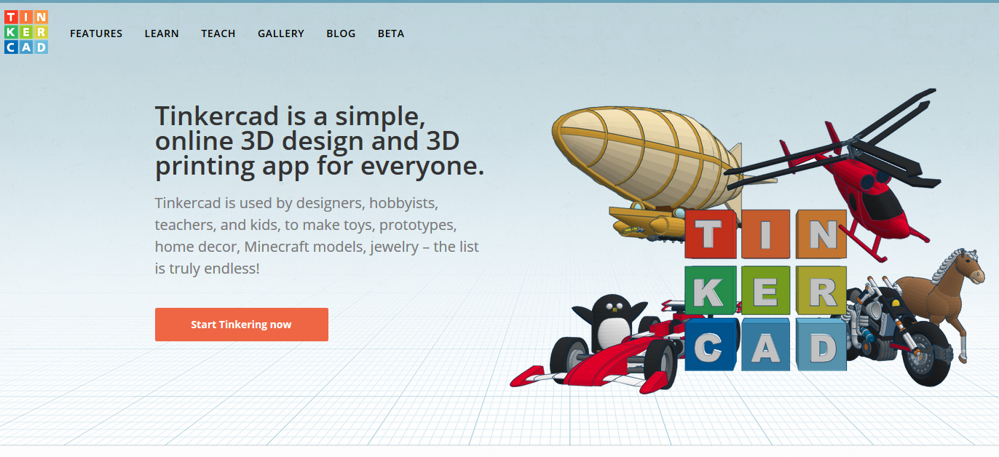 TIN
KER
CAD
FEATURES LEARN TEACH GALLERY BLOG BETA
Tinkercad is a simple,
online 3D design and 3D
printing app for everyone.
Tinkercad is used by designers, hobbyists,
teachers, and kids, to make toys, prototypes,
home decor, Minecraft models, jewelry – the list
is truly endless!
Start Tinkering now
TIN
KER
CAD